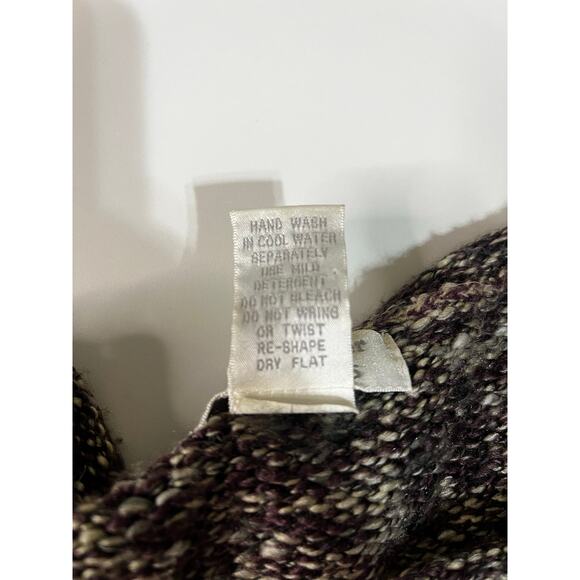 HAND WASH
IN COOL WATER
SEPARATELY
USE MILD
DETERGENT
DO NOT BLEACH
DO NOT WRING
OR TWIST
RE-SHAPE
DRY FLAT